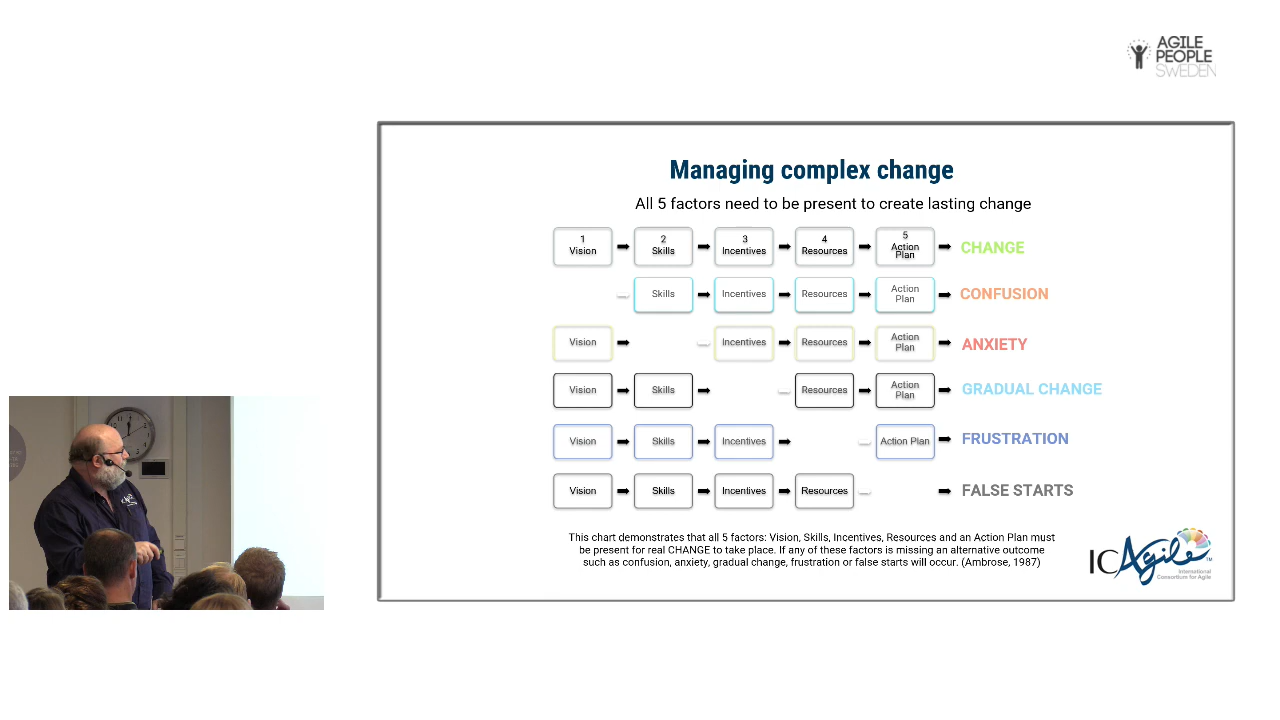 AGILE
PEOPLE
SWEDEN
Managing complex change
All 5 factors need to be present to create lasting change
1 Vision 2 Skills 3 Incentives 4 Resources 5 Action Plan CHANGE
Skills Incentives Resources Action Plan CONFUSION
Vision Incentives Resources Action Plan ANXIETY
Vision Skills Resources Action Plan GRADUAL CHANGE
Vision Skills Incentives Action Plan FRUSTRATION
Vision Skills Incentives Resources FALSE STARTS
This chart demonstrates that all 5 factors: Vision, Skills, Incentives, Resources and an Action Plan must
be present for real CHANGE to take place. If any of these factors is missing an alternative outcome
such as confusion, anxiety, gradual change, frustration or false starts will occur. (Ambrose, 1987)
ICAgile™
International
Consortium for Agile